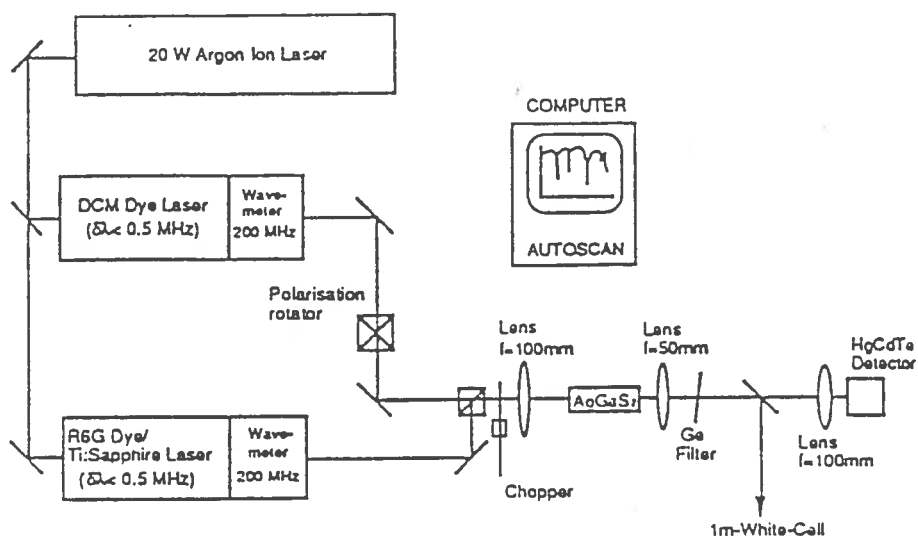 20 W Argon Ion Laser
COMPUTER
AUTOSCAN
DCM Dye Laser
(δλ< 0.5 MHz)
Wave-
meter
200 MHz
Polarisation
rotator
Lens
f=100mm
Lens
f=50mm
HgCdTe
Detector
AgGaS₂
R6G Dye/
Ti:Sapphire Laser
(δλ< 0.5 MHz)
Wave-
meter
200 MHz
Chopper
Ge
Filter
Lens
f=100mm
1m-White-Cell